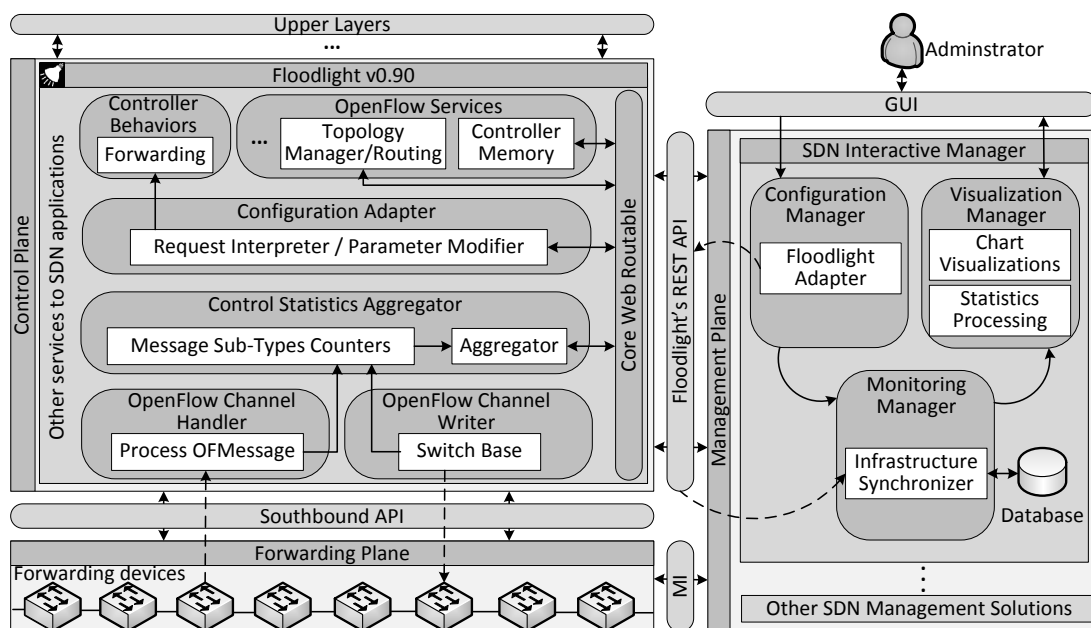 Upper Layers
...
Adminstrator
Floodlight v0.90
GUI
Control Plane
Other services to SDN applications
Controller
Behaviors
Forwarding
OpenFlow Services
...
Topology
Manager/Routing
Controller
Memory
Configuration Adapter
Request Interpreter / Parameter Modifier
Control Statistics Aggregator
Message Sub-Types Counters
Aggregator
OpenFlow Channel
Handler
Process OFMessage
OpenFlow Channel
Writer
Switch Base
Core Web Routable
Floodlight's REST API
Management Plane
SDN Interactive Manager
Configuration
Manager
Floodlight
Adapter
Visualization
Manager
Chart
Visualizations
Statistics
Processing
Monitoring
Manager
Infrastructure
Synchronizer
Database
Southbound API
Forwarding Plane
Forwarding devices
MI
Other SDN Management Solutions